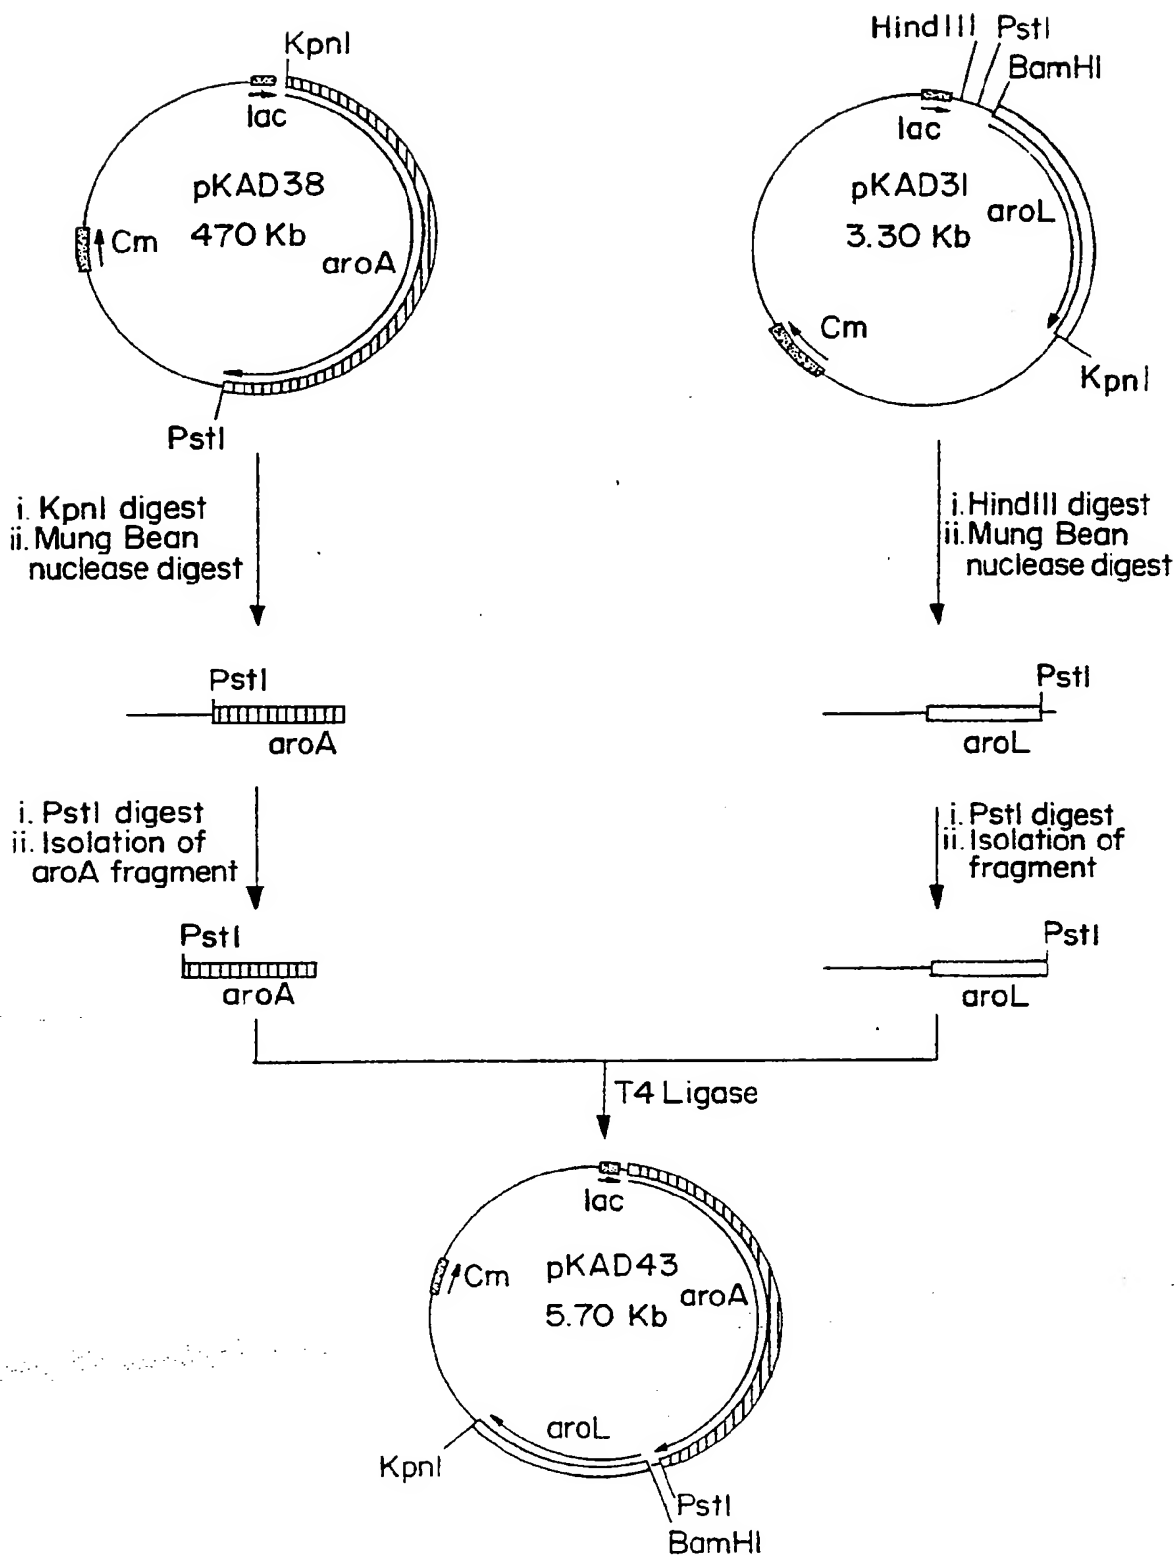 KpnI
lac
pKAD38
470 Kb
Cm
aroA
PstI
HindIII
PstI
BamHI
lac
pKAD31
3.30 Kb
aroL
Cm
KpnI
i. KpnI digest
ii. Mung Bean
nuclease digest
i. HindIII digest
ii. Mung Bean
nuclease digest
PstI
aroA
PstI
aroL
i. PstI digest
ii. Isolation of
aroA fragment
i. PstI digest
ii. Isolation of
fragment
PstI
aroA
PstI
aroL
T4 Ligase
lac
pKAD43
5.70 Kb
Cm
aroA
aroL
KpnI
PstI
BamHI